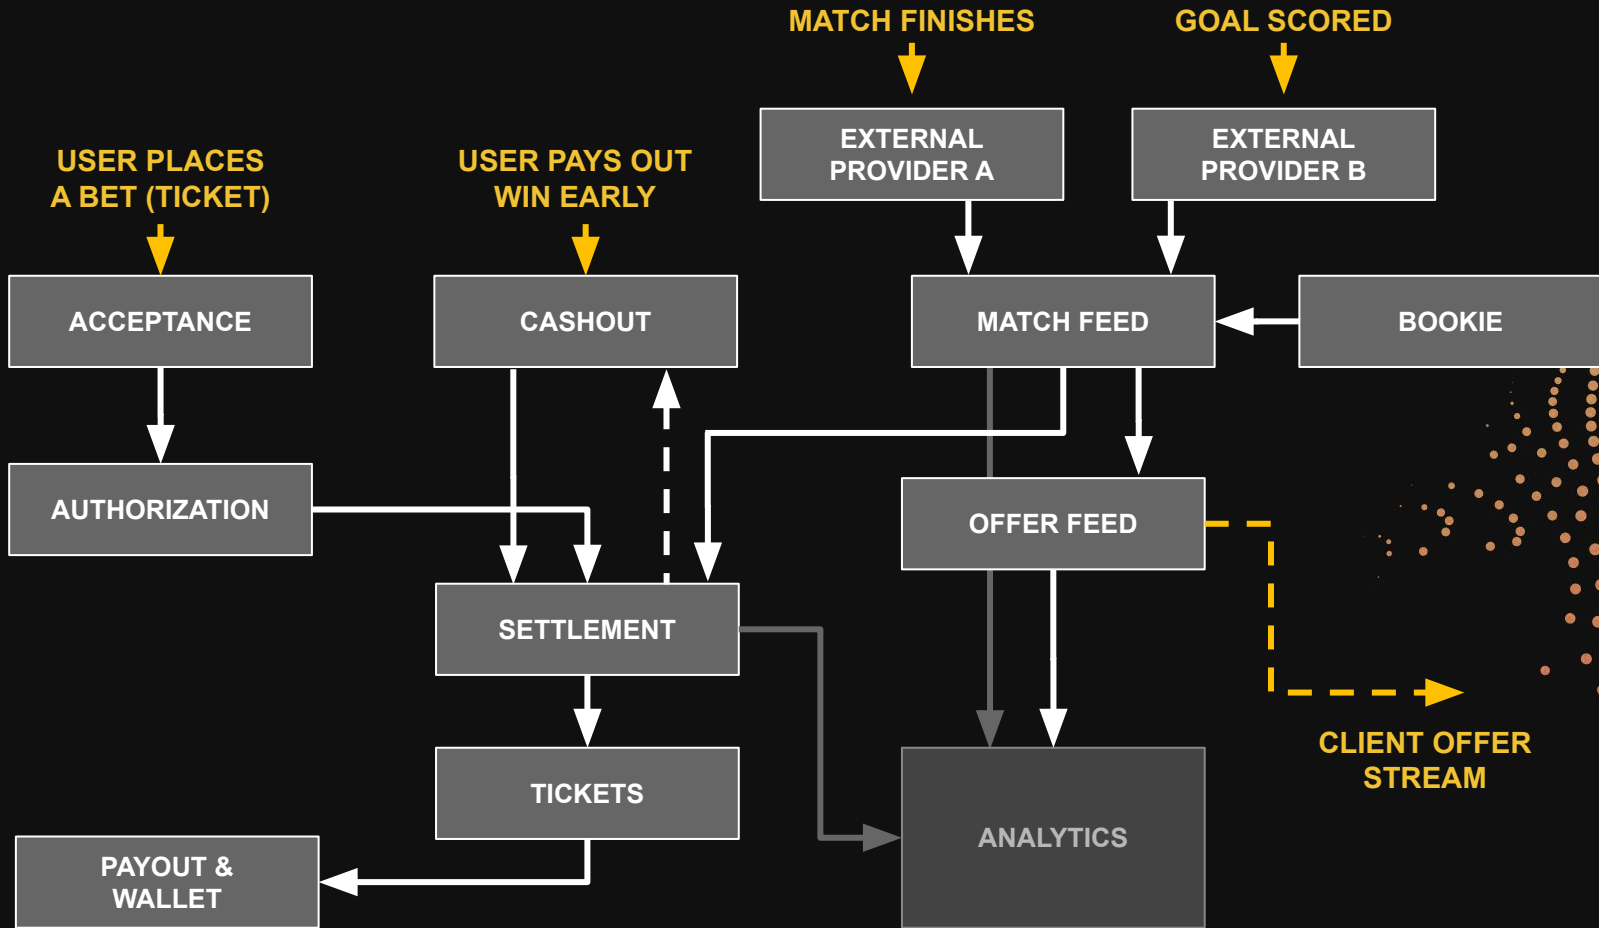 MATCH FINISHES
GOAL SCORED
EXTERNAL
PROVIDER A
EXTERNAL
PROVIDER B
USER PLACES
A BET (TICKET)
USER PAYS OUT
WIN EARLY
ACCEPTANCE
CASHOUT
MATCH FEED
BOOKIE
AUTHORIZATION
OFFER FEED
SETTLEMENT
CLIENT OFFER
STREAM
TICKETS
ANALYTICS
PAYOUT &
WALLET